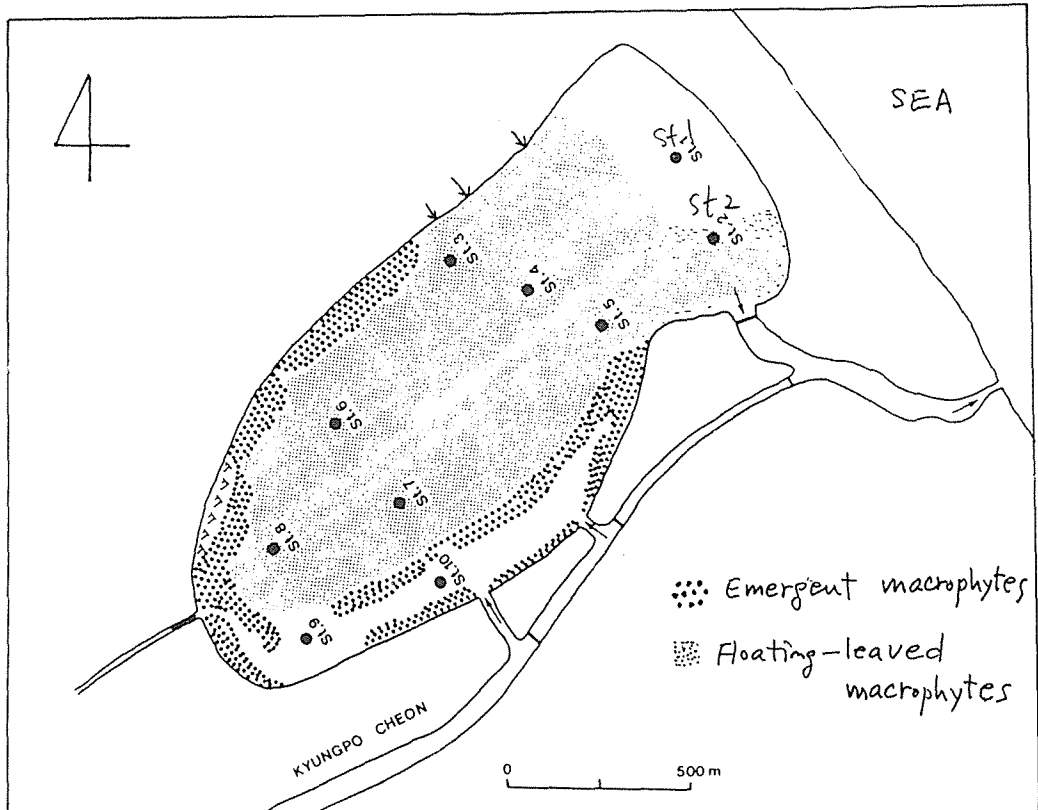 4
SEA
St.1
St.1
St.2
St.2
St.3
St.4
St.5
St.6
St.7
St.8
St.10
St.9
Emergent macrophytes
Floating-leaved
macrophytes
KYUNGPO CHEON
0 500 m